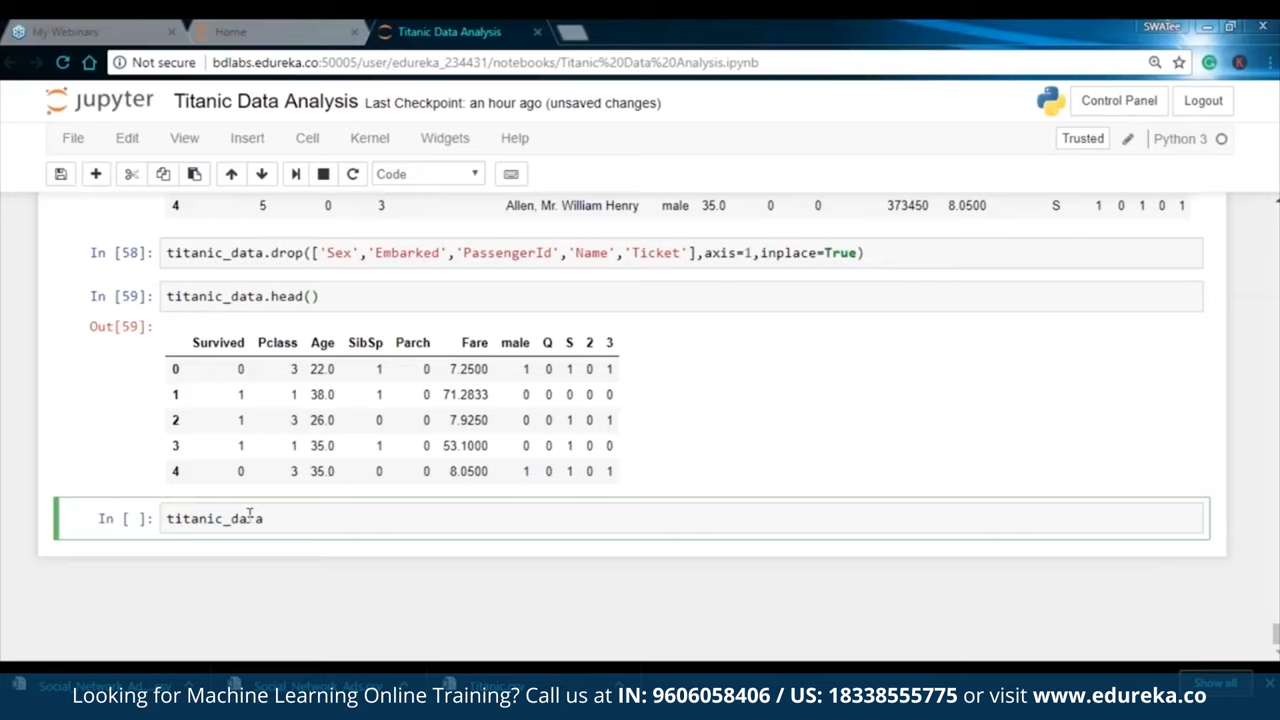 My Webinars
Home
Titanic Data Analysis
SWATee
Not secure
bdlabs.edureka.co:50005/user/edureka_234431/notebooks/Titanic%20Data%20Analysis.ipynb
jupyter Titanic Data Analysis Last Checkpoint: an hour ago (unsaved changes)
Control Panel
Logout
File Edit View Insert Cell Kernel Widgets Help
Trusted
Python 3
Code
4 5 0 3 Allen, Mr. William Henry male 35.0 0 0 373450 8.0500 S 1 0 1 0 1
In [58]: titanic_data.drop(['Sex','Embarked','PassengerId','Name','Ticket'],axis=1,inplace=True)
In [59]: titanic_data.head()
Out[59]:
Survived Pclass Age SibSp Parch Fare male Q S 2 3
0 0 3 22.0 1 0 7.2500 1 0 1 0 1
1 1 1 38.0 1 0 71.2833 0 0 0 0 0
2 1 3 26.0 0 0 7.9250 0 0 1 0 1
3 1 1 35.0 1 0 53.1000 0 0 1 0 0
4 0 3 35.0 0 0 8.0500 1 0 1 0 1
In [ ]: titanic_data
Show all
Looking for Machine Learning Online Training? Call us at IN: 9606058406 / US: 18338555775 or visit www.edureka.co